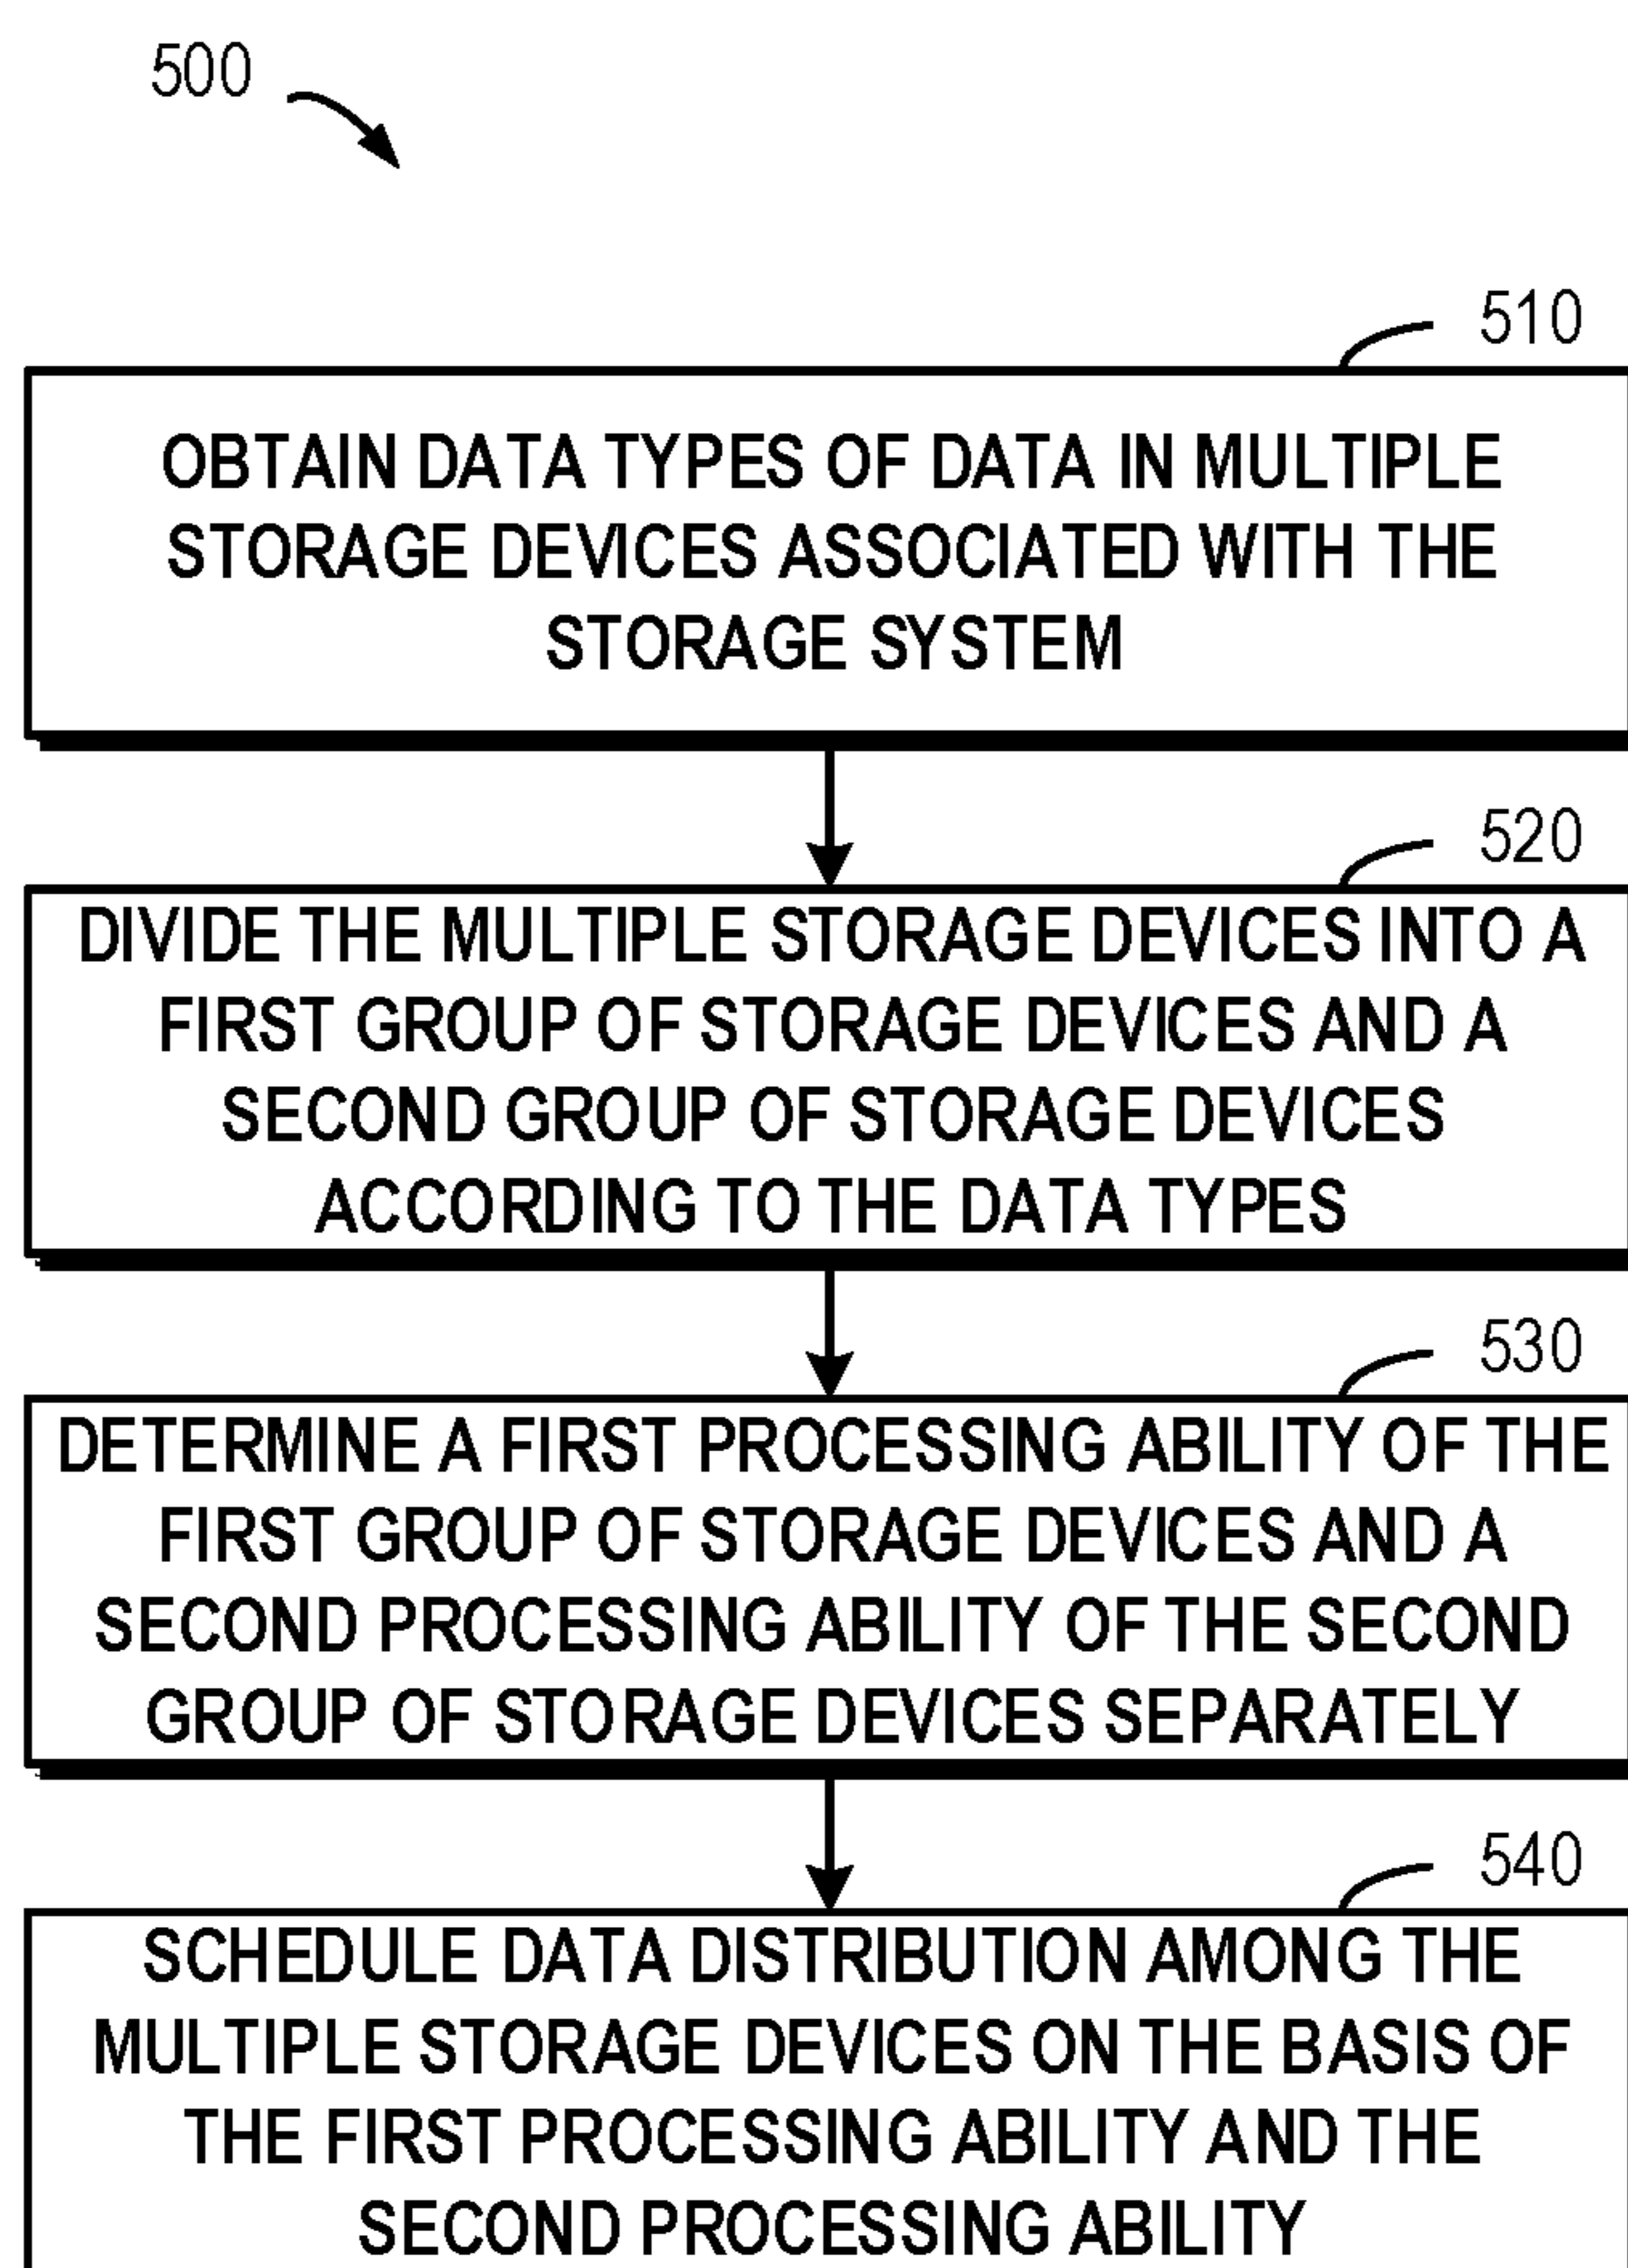 500
510
OBTAIN DATA TYPES OF DATA IN MULTIPLE
STORAGE DEVICES ASSOCIATED WITH THE
STORAGE SYSTEM
520
DIVIDE THE MULTIPLE STORAGE DEVICES INTO A
FIRST GROUP OF STORAGE DEVICES AND A
SECOND GROUP OF STORAGE DEVICES
ACCORDING TO THE DATA TYPES
530
DETERMINE A FIRST PROCESSING ABILITY OF THE
FIRST GROUP OF STORAGE DEVICES AND A
SECOND PROCESSING ABILITY OF THE SECOND
GROUP OF STORAGE DEVICES SEPARATELY
540
SCHEDULE DATA DISTRIBUTION AMONG THE
MULTIPLE STORAGE DEVICES ON THE BASIS OF
THE FIRST PROCESSING ABILITY AND THE
SECOND PROCESSING ABILITY